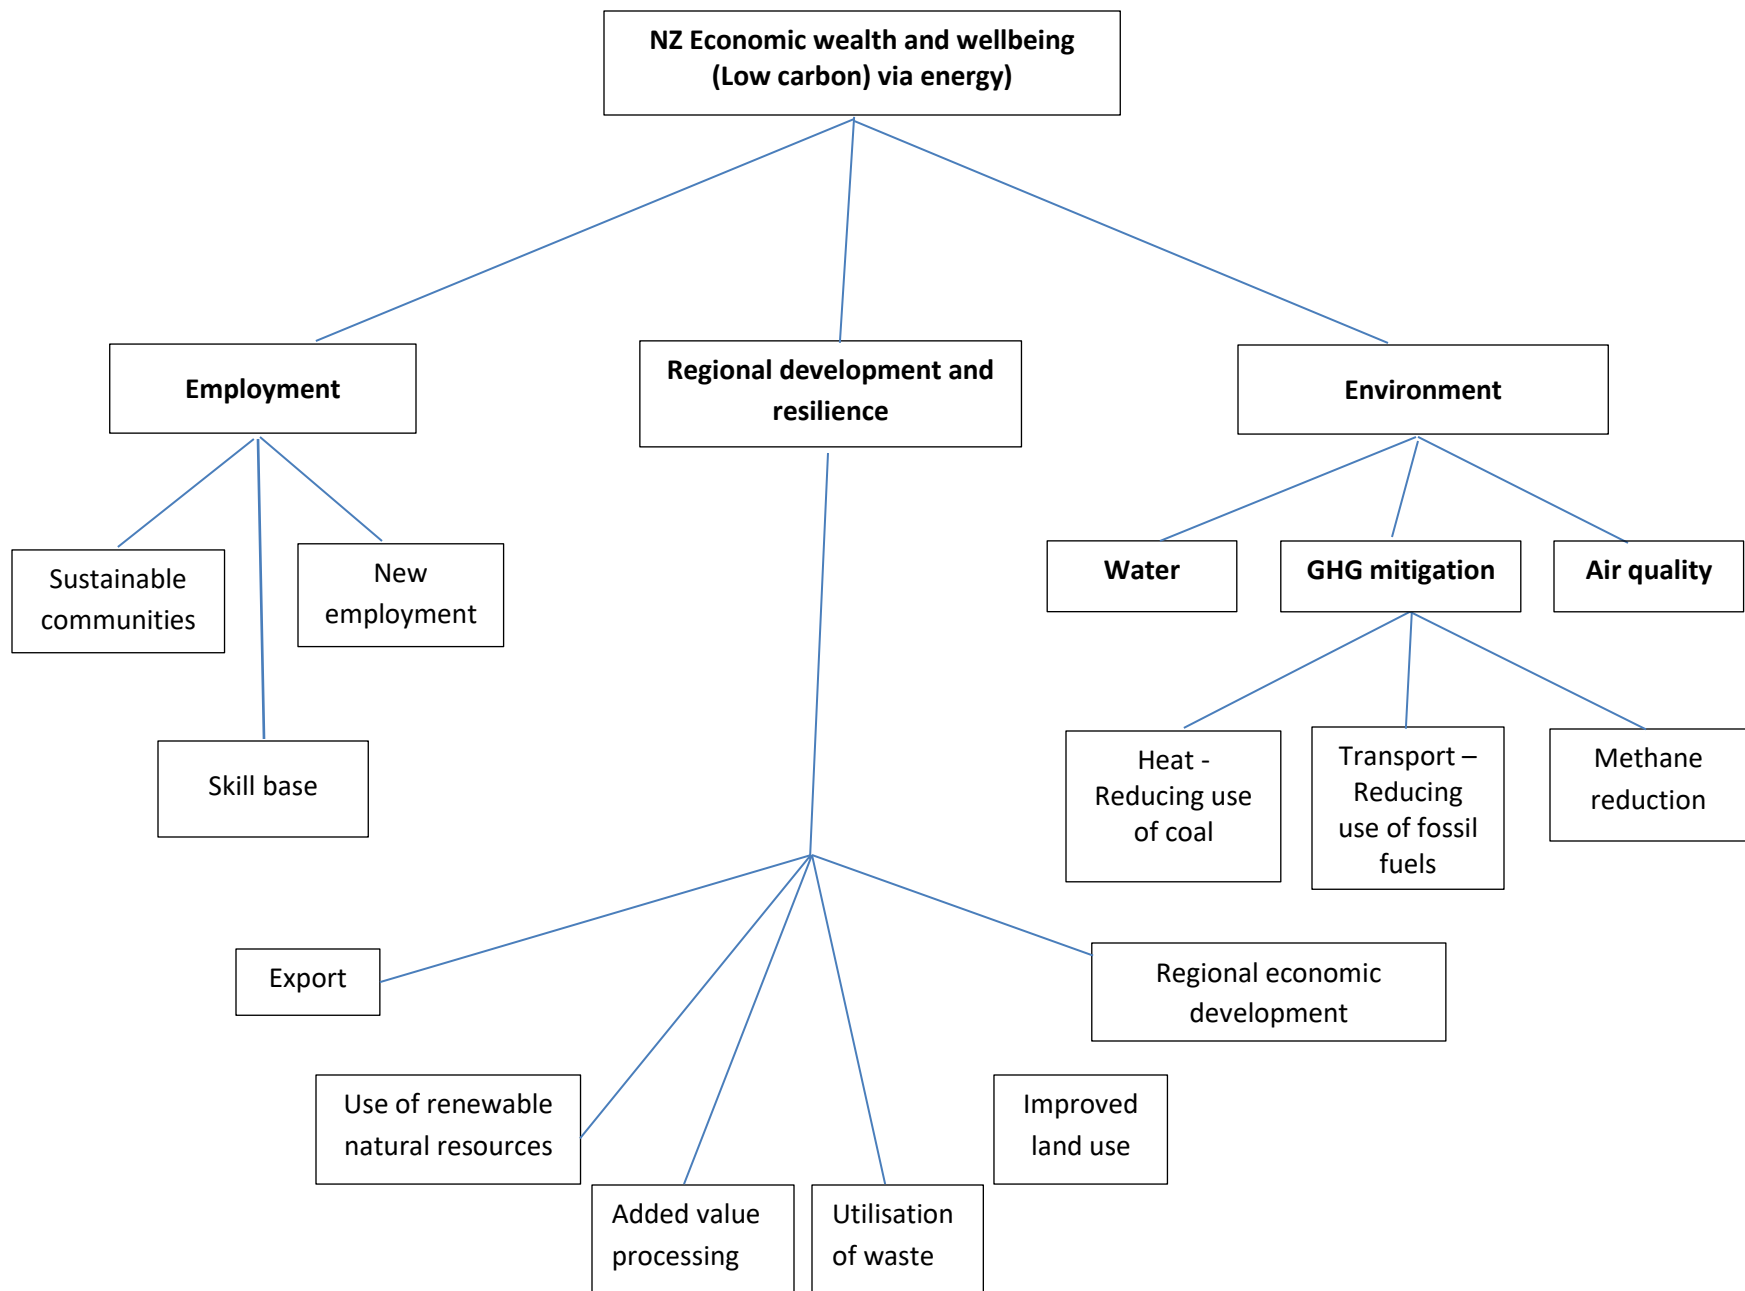 NZ Economic wealth and wellbeing
(Low carbon) via energy)
Employment
Regional development and
resilience
Environment
Sustainable
communities
New
employment
Skill base
Water
GHG mitigation
Air quality
Heat -
Reducing use
of coal
Transport –
Reducing
use of fossil
fuels
Methane
reduction
Export
Regional economic
development
Use of renewable
natural resources
Improved
land use
Added value
processing
Utilisation
of waste